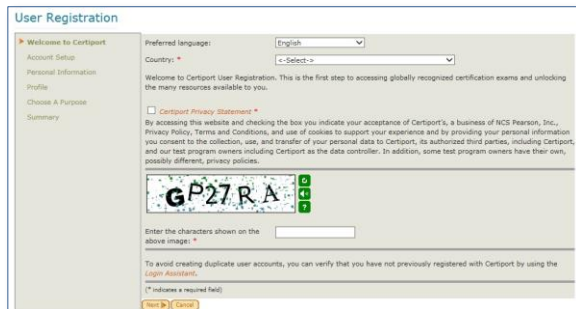 User Registration
Welcome to Certiport
Account Setup
Personal Information
Profile
Choose A Purpose
Summary
Preferred language: English
Country: * <-Select->
Welcome to Certiport User Registration. This is the first step to accessing globally recognized certification exams and unlocking
the many resources available to you.
Certiport Privacy Statement *
By accessing this website and checking the box you indicate your acceptance of Certiport's, a business of NCS Pearson, Inc.,
Privacy Policy, Terms and Conditions, and use of cookies to support your experience and by providing your personal information
you consent to the collection, use, and transfer of your personal data to Certiport, its authorized third parties, including Certiport,
and our test program owners including Certiport as the data controller. In addition, some test program owners have their own,
possibly different, privacy policies.
GP27RA
?
Enter the characters shown on the
above image: *
To avoid creating duplicate user accounts, you can verify that you have not previously registered with Certiport by using the
Login Assistant.
(* indicates a required field)
Next Cancel